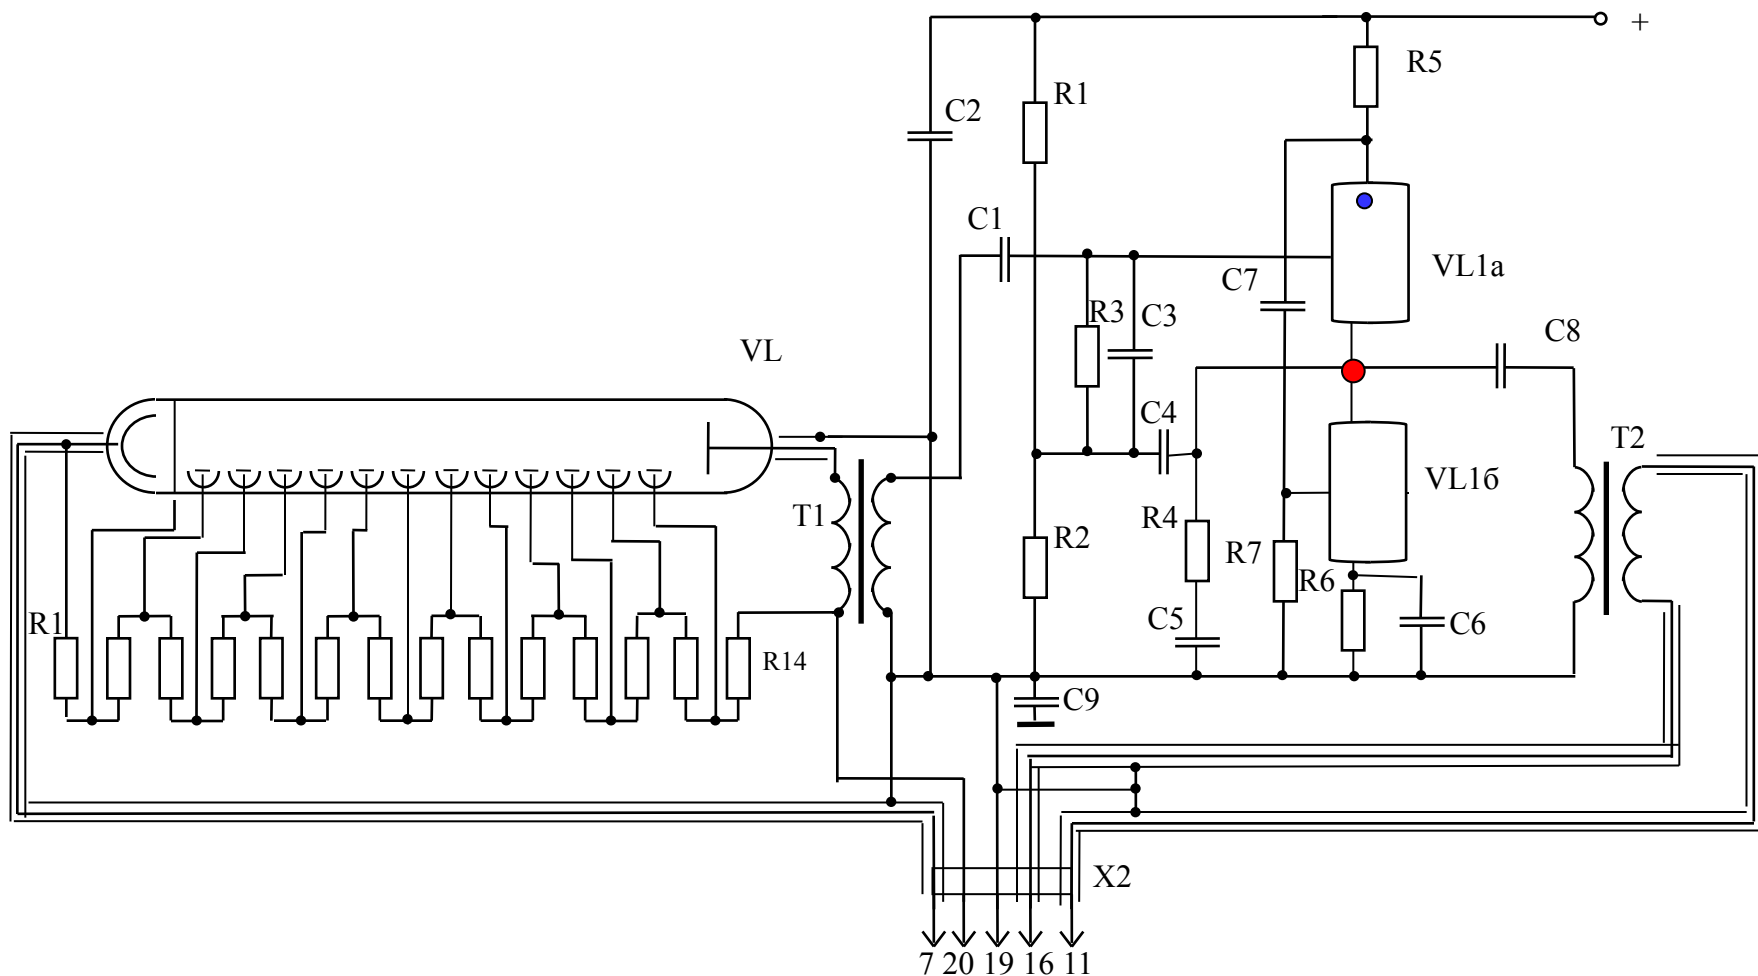 +
R5
R1
C2
C1
VL1a
C7
R3
C3
C8
VL
C4
T2
VL1б
T1
R4
R2
R7
R6
R1
C5
C6
R14
C9
X2
7 20 19 16 11